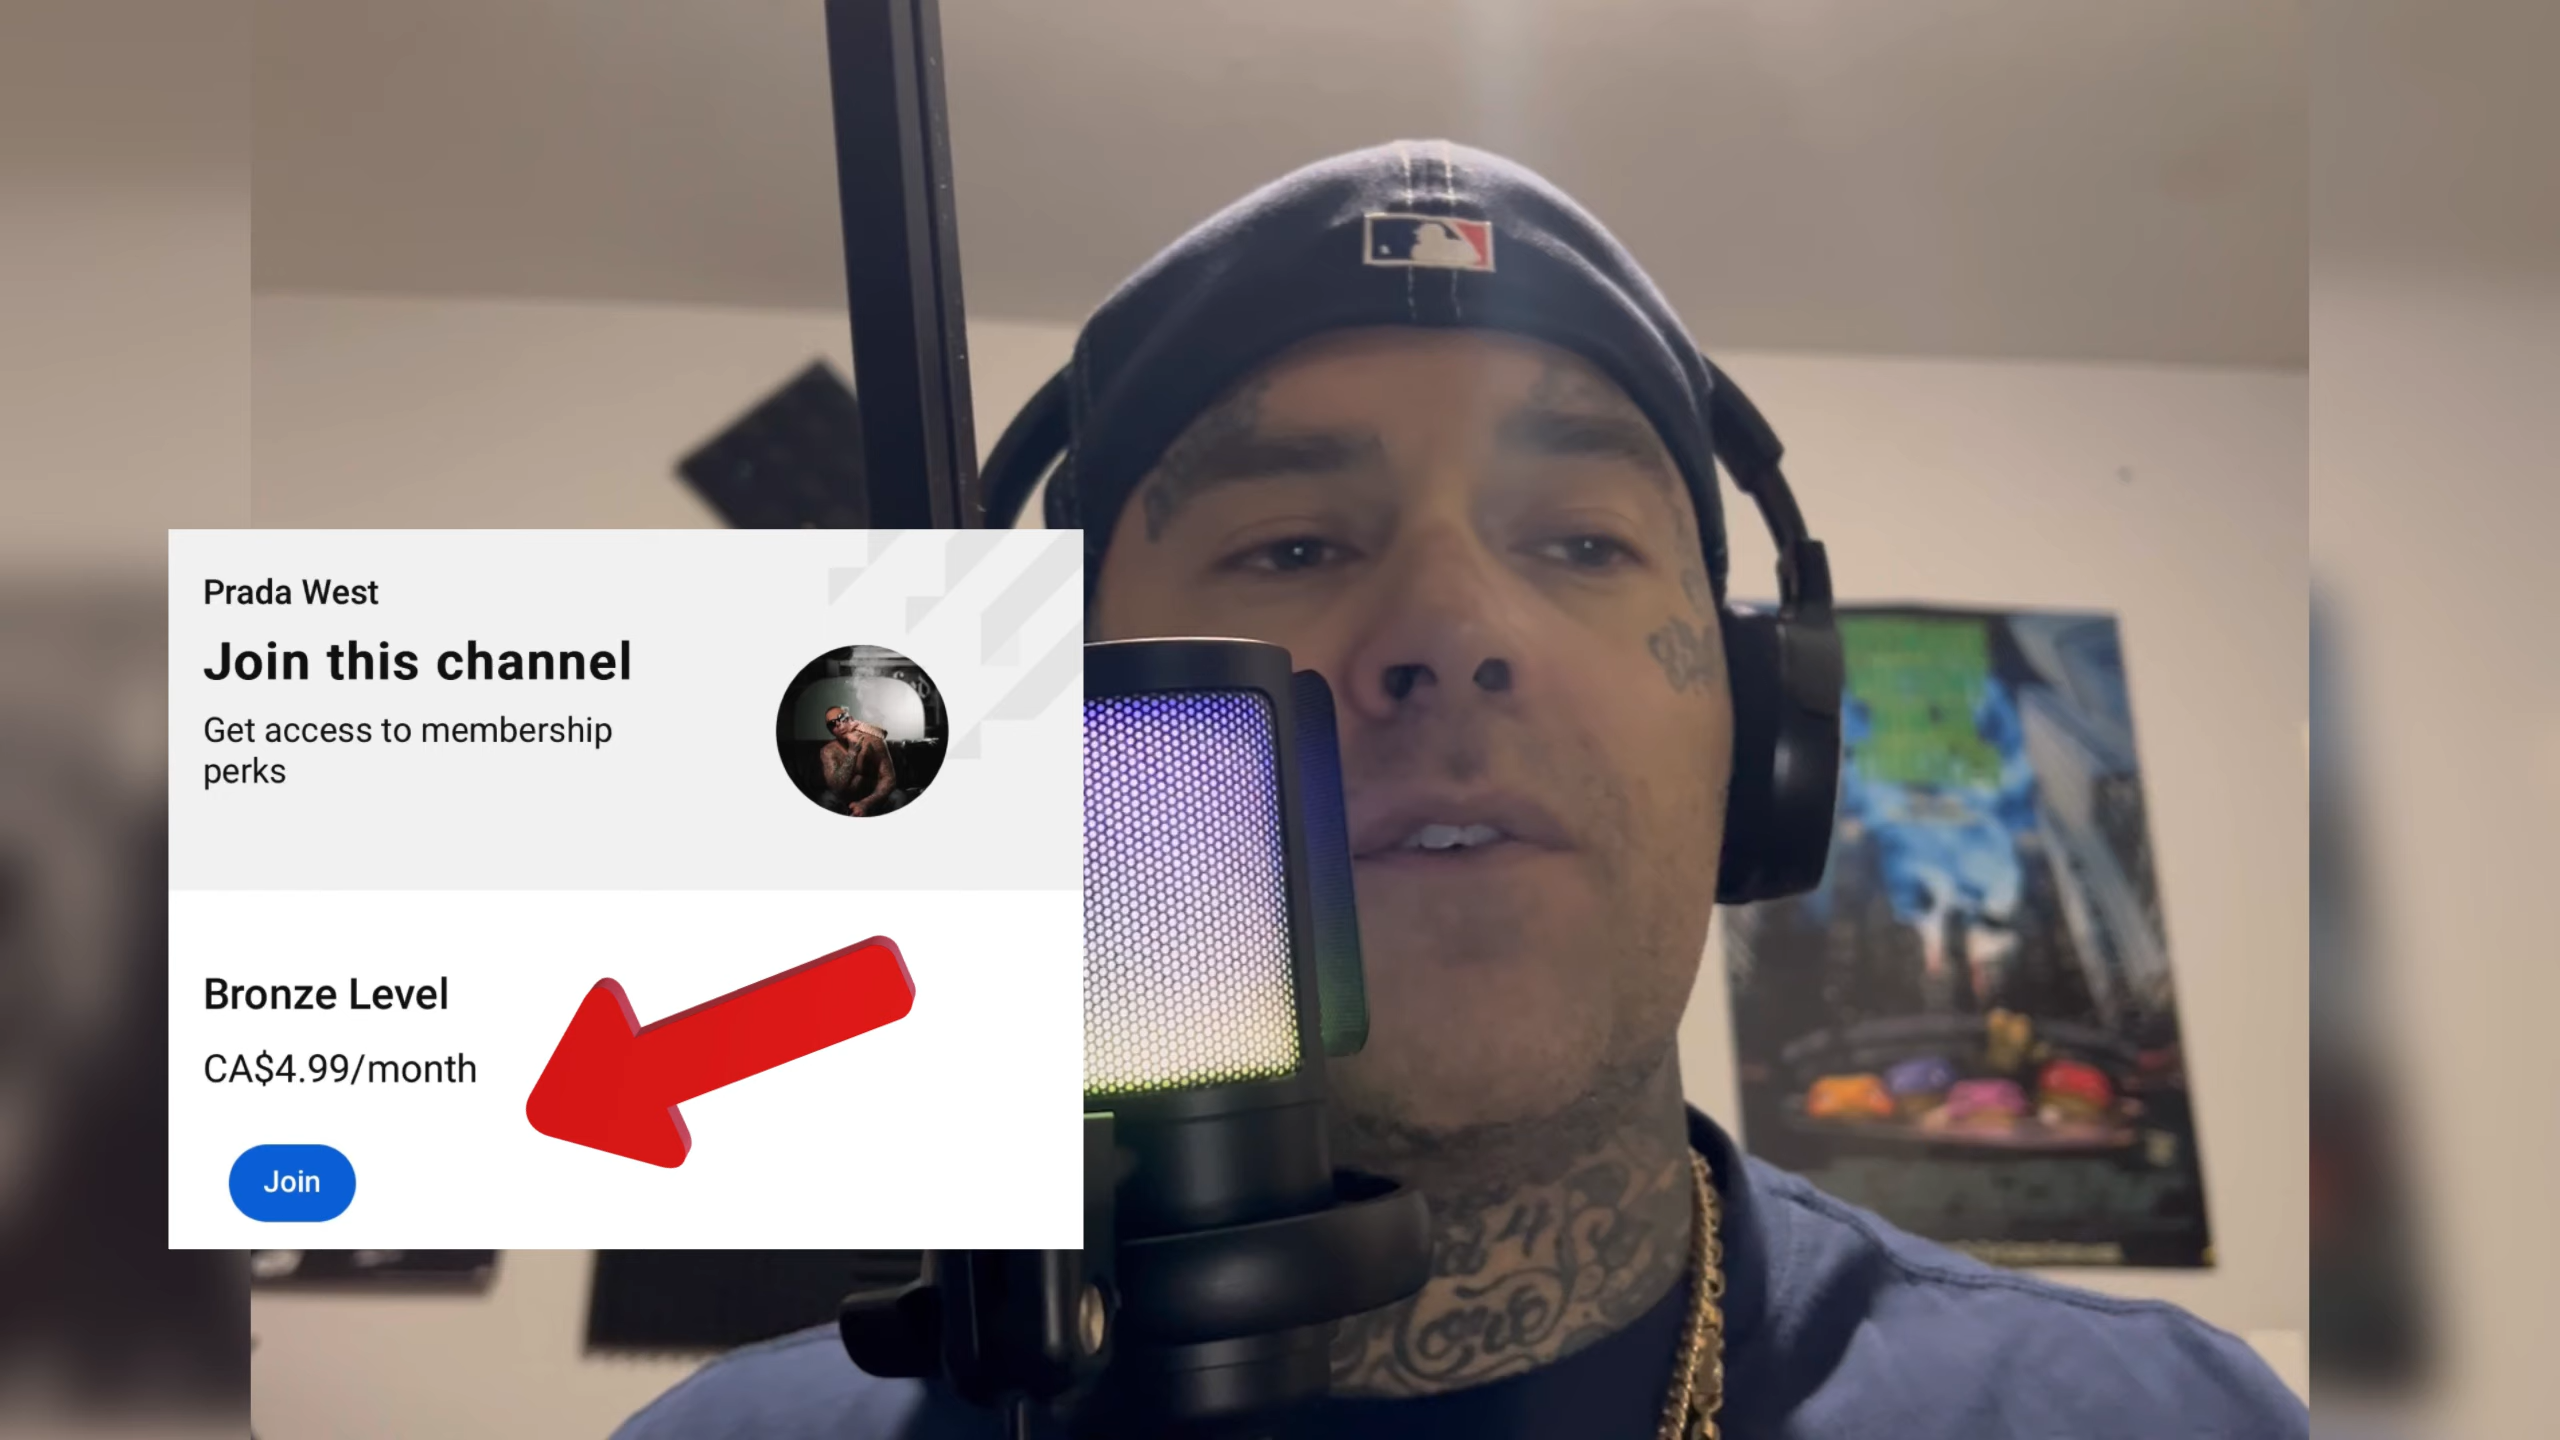 Prada West
Join this channel
Get access to membership
perks
Bronze Level
CA$4.99/month
Join